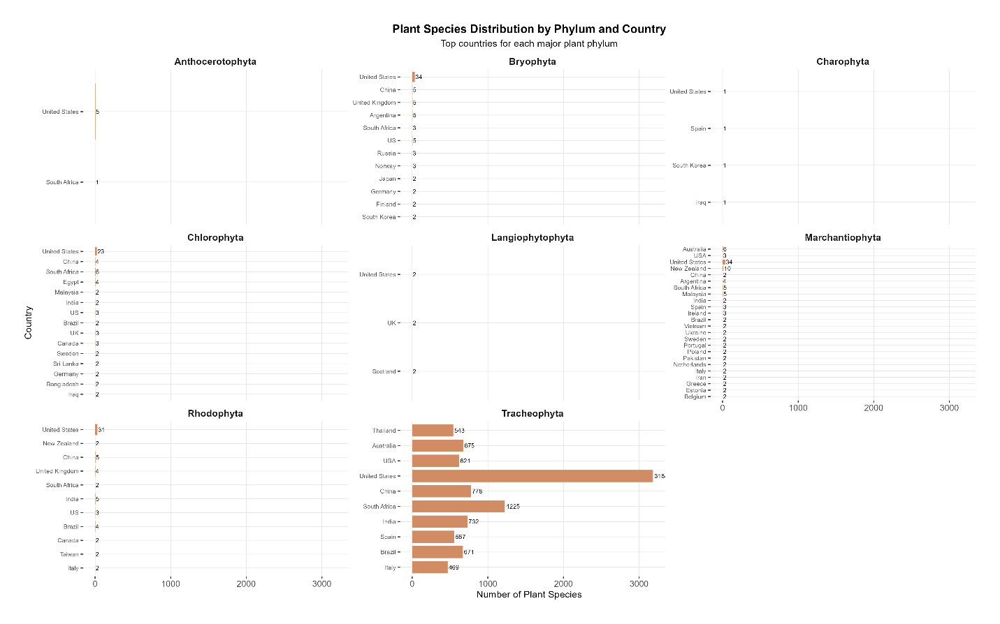 Plant Species Distribution by Phylum and Country
Top countries for each major plant phylum
Anthocerotophyta
United States
5
South Africa
1
Bryophyta
United States
34
China
5
United Kingdom
5
Argentina
5
South Africa
3
US
5
Russia
3
Norway
3
Japan
2
Germany
2
Finland
2
South Korea
2
Charophyta
United States
1
Spain
1
South Korea
1
Iraq
1
Chlorophyta
United States
23
China
4
South Africa
6
Egypt
4
Malaysia
2
India
2
US
3
Brazil
2
UK
3
Canada
3
Sweden
2
Sri Lanka
2
Germany
2
Bangladesh
2
Iraq
2
Langiophytophyta
United States
2
UK
2
Scotland
2
Marchantiophyta
Australia
6
USA
3
United States
34
New Zealand
10
China
2
Argentina
4
South Africa
5
Malaysia
5
India
2
Spain
3
Ireland
3
Brazil
2
Vietnam
2
Ukraine
2
Sweden
2
Portugal
2
Poland
2
Pakistan
2
Netherlands
2
Italy
2
Iran
2
Greece
2
Estonia
2
Belgium
2
0 1000 2000 3000
Country
Rhodophyta
United States
31
New Zealand
2
China
5
United Kingdom
4
South Africa
2
India
5
US
3
Brazil
4
Canada
2
Taiwan
2
Italy
2
0 1000 2000 3000
Tracheophyta
Thailand
543
Australia
675
USA
621
United States
China
778
South Africa
1225
India
732
Spain
557
Brazil
671
Italy
469
0 1000 2000 3000
Number of Plant Species